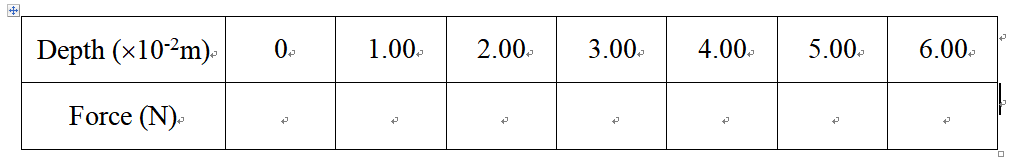 Depth (×10⁻²m) 0 1.00 2.00 3.00 4.00 5.00 6.00
Force (N)